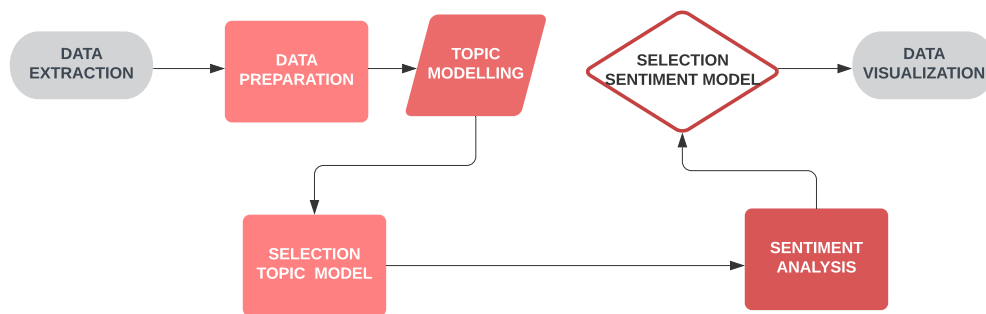 DATA
EXTRACTION
DATA
PREPARATION
TOPIC
MODELLING
SELECTION
SENTIMENT MODEL
DATA
VISUALIZATION
SELECTION
TOPIC MODEL
SENTIMENT
ANALYSIS